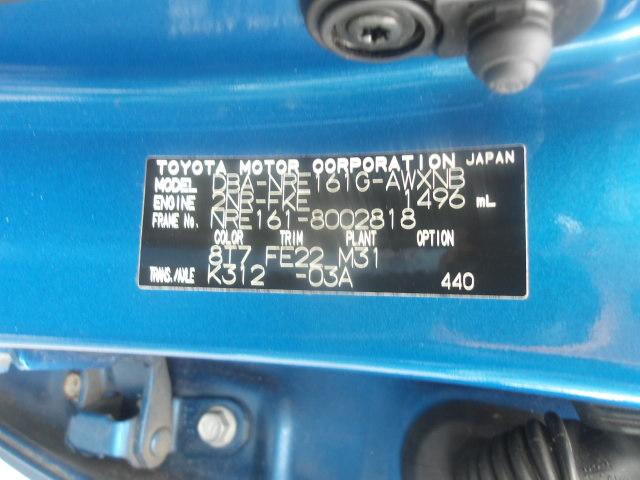 TOYOTA MOTOR CORPORATION JAPAN
MODEL DBA-NRE161G-AWXNB
ENGINE 2NR-FKE 1496 mL
FRAME No. NRE161-8002818
COLOR TRIM PLANT OPTION
8T7 FE22 M31
TRANS./AXLE K312 -03A 440